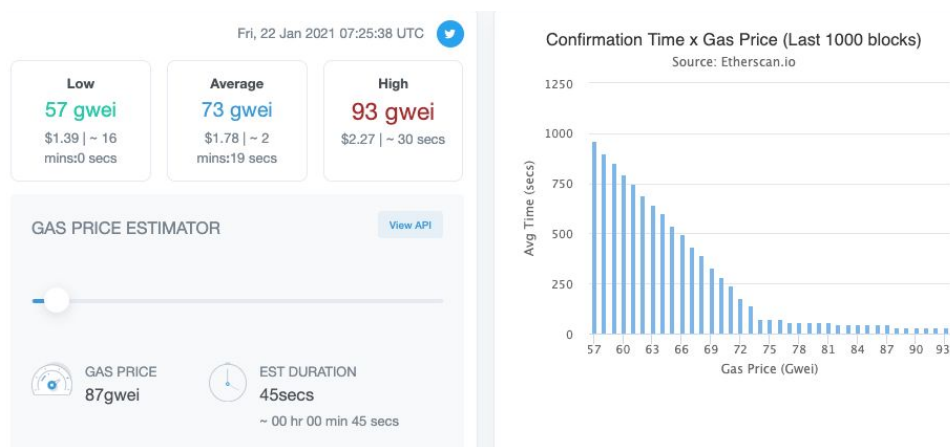 Fri, 22 Jan 2021 07:25:38 UTC
Low
57 gwei
$1.39 | ~ 16
mins:0 secs
Average
73 gwei
$1.78 | ~ 2
mins:19 secs
High
93 gwei
$2.27 | ~ 30 secs
GAS PRICE ESTIMATOR
View API
GAS PRICE
87gwei
EST DURATION
45secs
~ 00 hr 00 min 45 secs
Confirmation Time x Gas Price (Last 1000 blocks)
Source: Etherscan.io
Avg Time (secs)
1250
1000
750
500
250
0
57 60 63 66 69 72 75 78 81 84 87 90 93
Gas Price (Gwei)